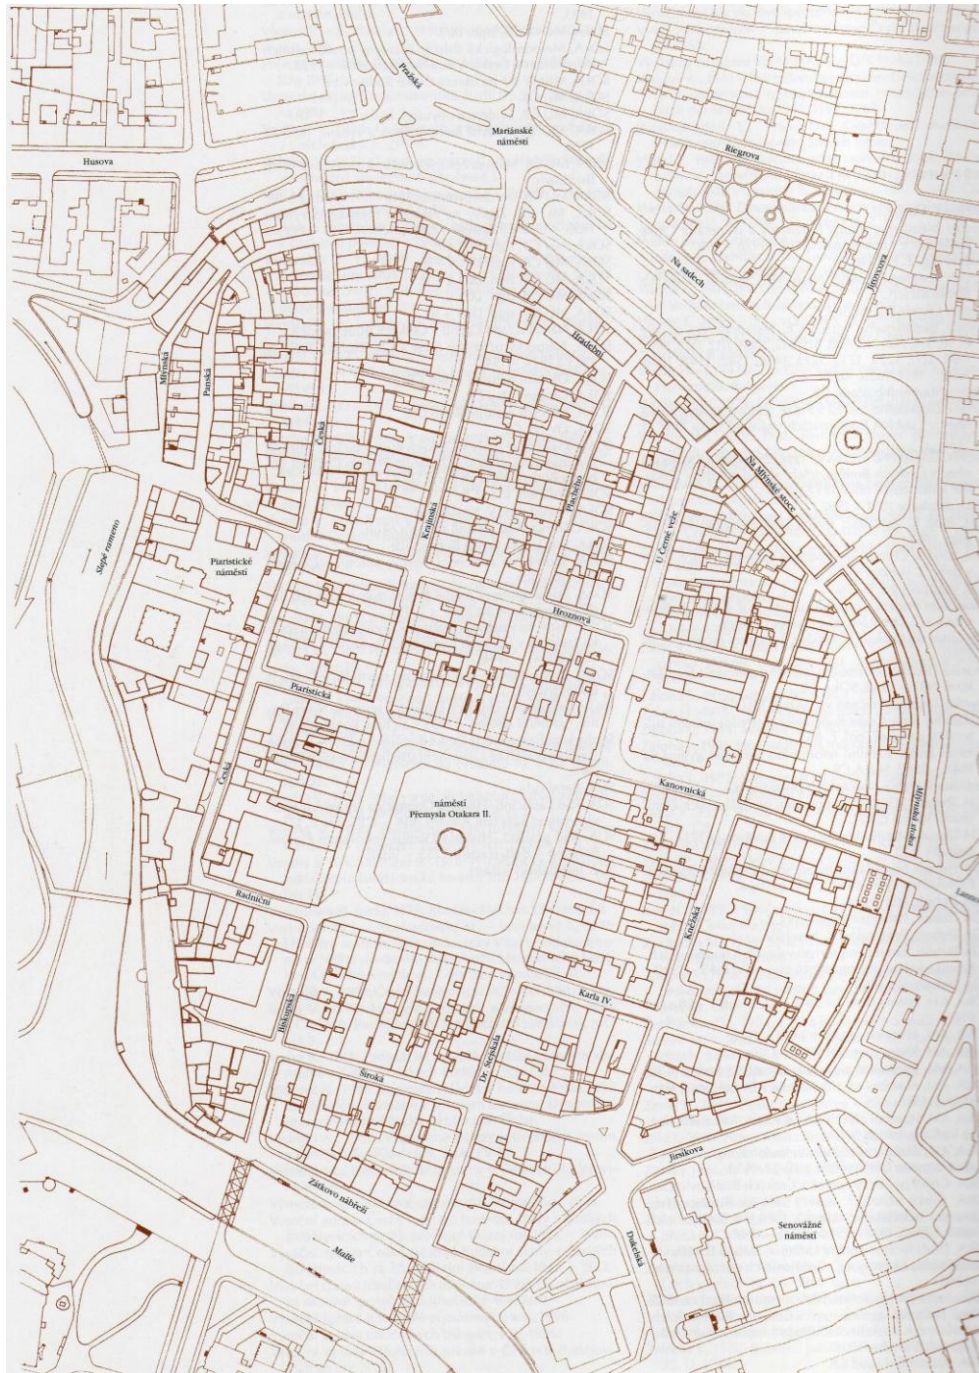 Pražská
Mariánské
náměstí
Husova
Riegrova
Na sadech
Jírovcova
Hradební
Mlýnská
Panská
Česká
Krajinská
Plachého
U Černé věže
Na Mlýnské stoce
Slepé rameno
Piaristické
náměstí
Hroznová
Piaristická
Česká
Kanovnická
Mlýnská stoka
náměstí
Přemysla Otakara II.
Radniční
Kněžská
Karla IV.
Biskupská
Široká
Dr. Stejskala
Jirsíkova
Zátkovo nábřeží
Malše
Dukelská
Senovážné
náměstí